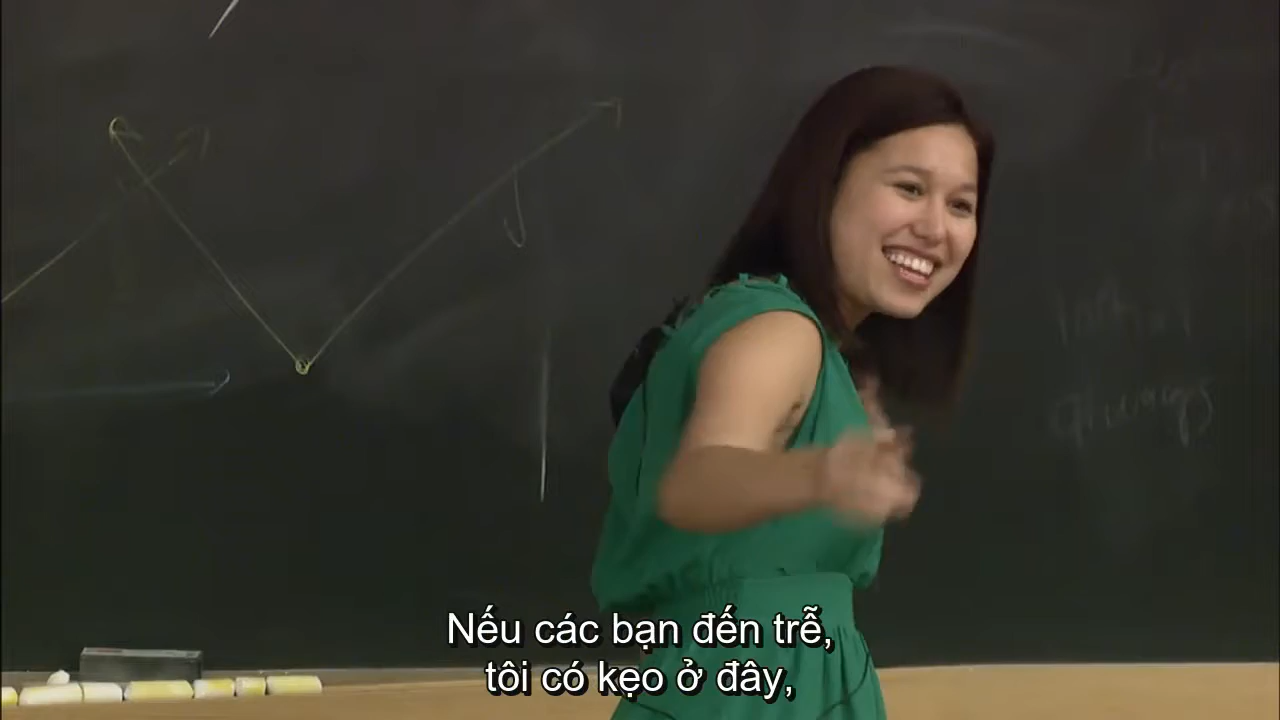 Nếu các bạn đến trễ,
tôi có kẹo ở đây,